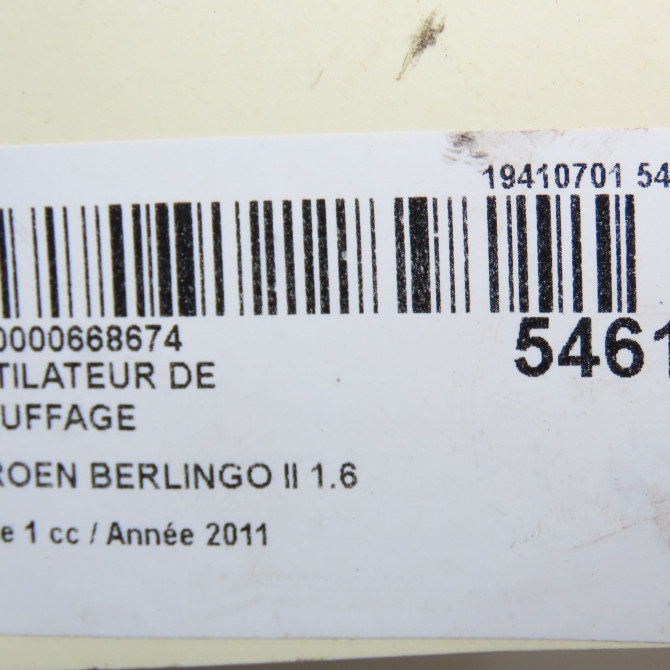 19410701 54
0000668674
5461
TILATEUR DE
UFFAGE
ROEN BERLINGO II 1.6
e 1 cc / Année 2011